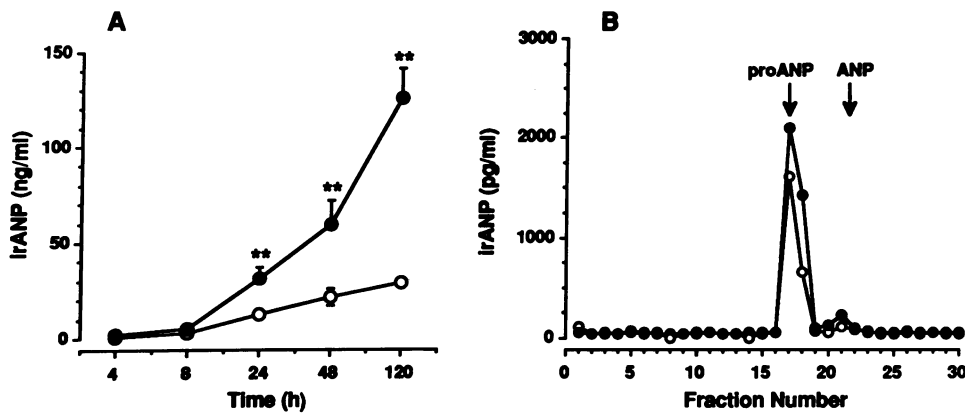 A
150
100
50
0
irANP (ng/ml)
**
**
**
4
8
24
48
120
Time (h)
B
3000
2000
1000
0
irANP (pg/ml)
proANP
ANP
0
5
10
15
20
25
30
Fraction Number